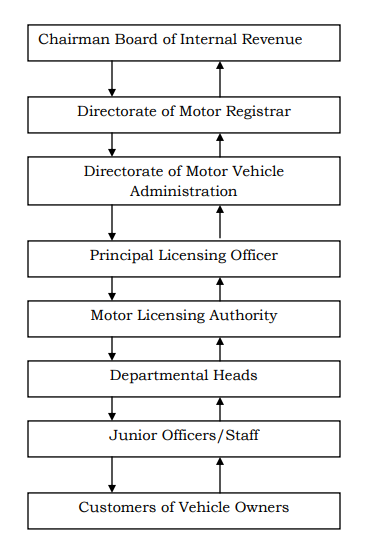 Chairman Board of Internal Revenue
Directorate of Motor Registrar
Directorate of Motor Vehicle
Administration
Principal Licensing Officer
Motor Licensing Authority
Departmental Heads
Junior Officers/Staff
Customers of Vehicle Owners